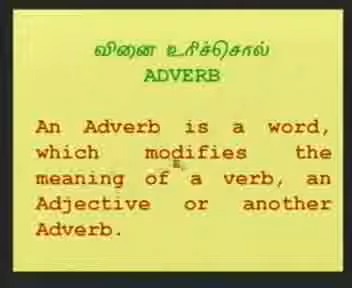 வினை உரிச்சொல்
ADVERB
An Adverb is a word,
which modifies the
meaning of a verb, an
Adjective or another
Adverb.